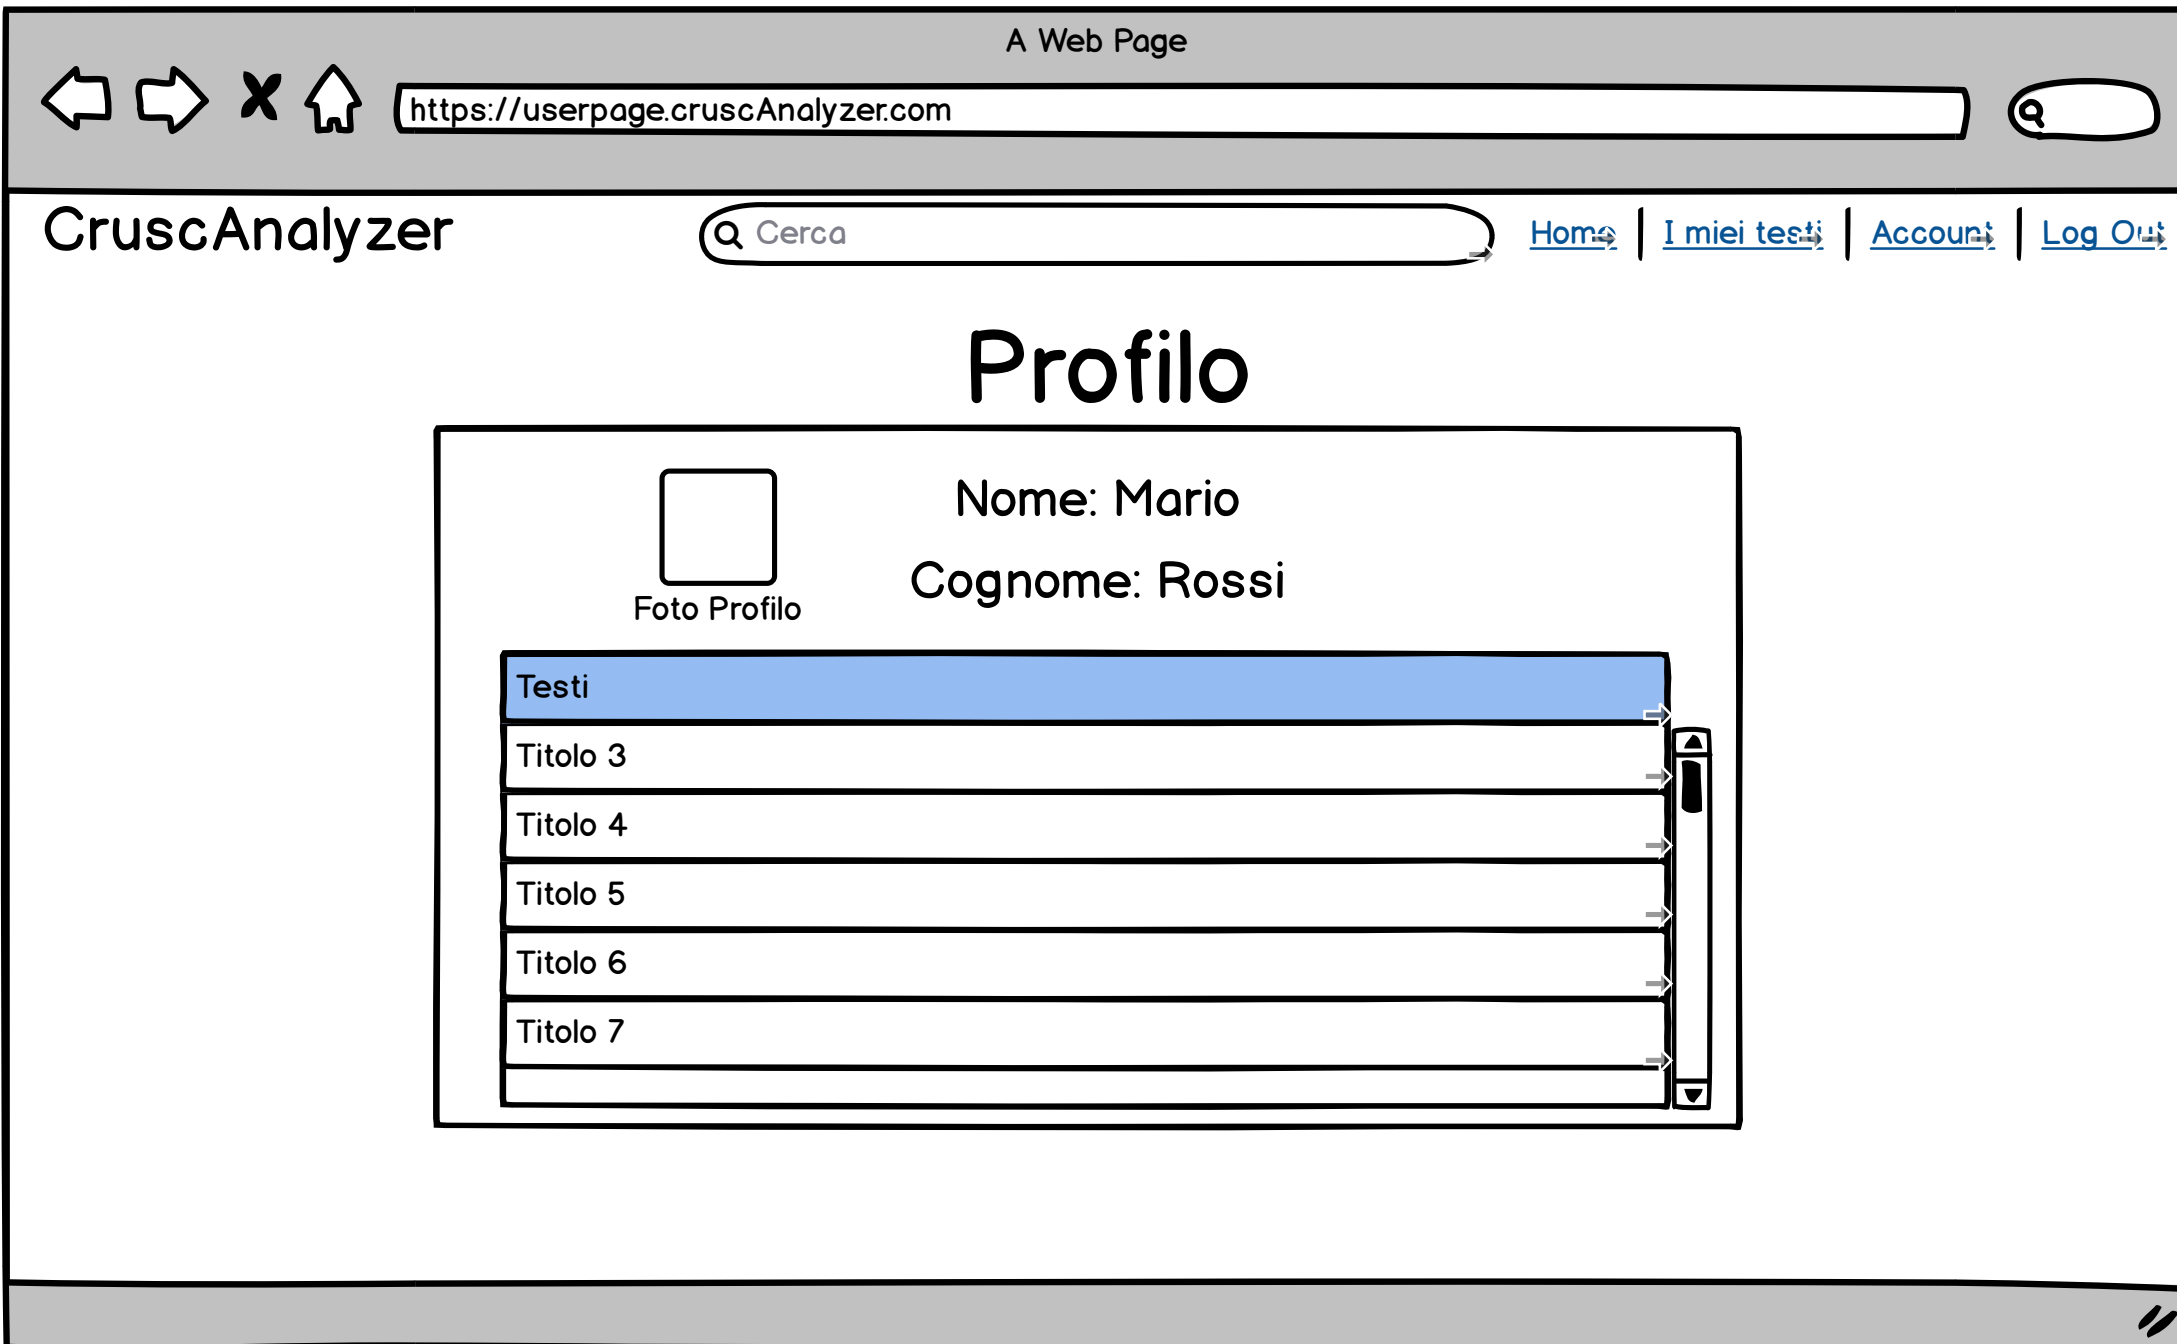 A Web Page
https://userpage.cruscAnalyzer.com
CruscAnalyzer
Cerca
Home | I miei testi | Account | Log Out
Profilo
Nome: Mario
Cognome: Rossi
Foto Profilo
Testi
Titolo 3
Titolo 4
Titolo 5
Titolo 6
Titolo 7